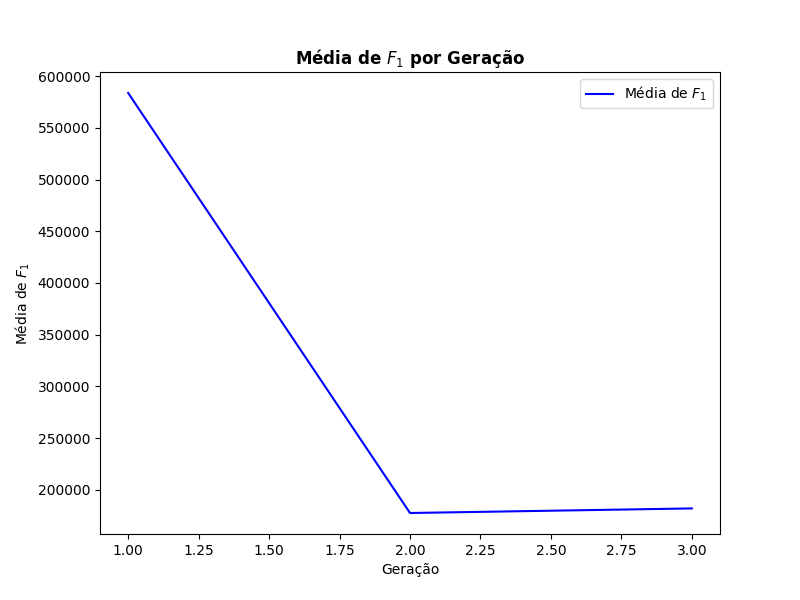 Média de F₁ por Geração
Média de F₁
600000
550000
500000
450000
400000
350000
300000
250000
200000
Média de F₁
1.00 1.25 1.50 1.75 2.00 2.25 2.50 2.75 3.00
Geração